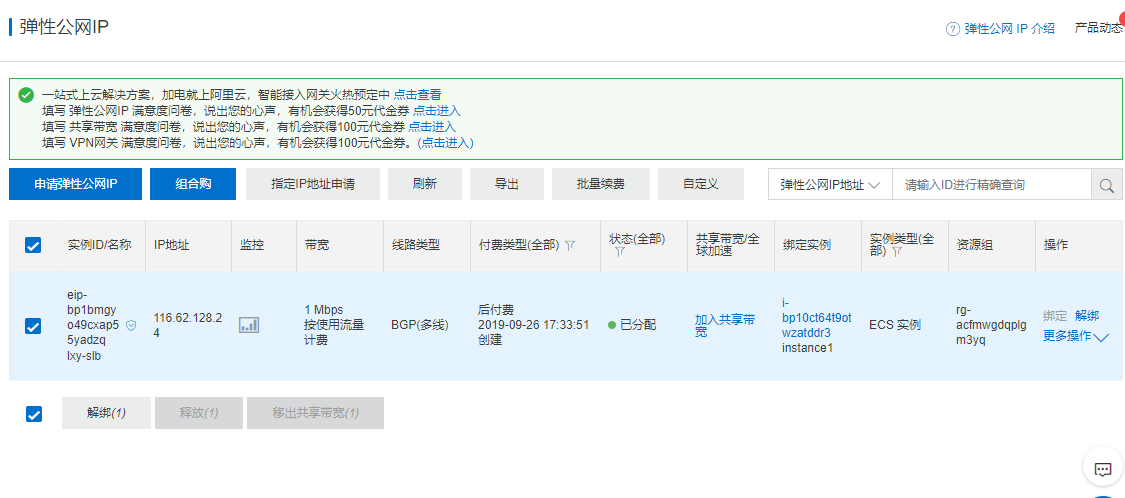 弹性公网IP
弹性公网 IP 介绍
产品动态
一站式上云解决方案，加电就上阿里云，智能接入网关火热预定中 点击查看
填写 弹性公网IP 满意度问卷，说出您的心声，有机会获得50元代金券 点击进入
填写 共享带宽 满意度问卷，说出您的心声，有机会获得100元代金券 点击进入
填写 VPN网关 满意度问卷，说出您的心声，有机会获得100元代金券。(点击进入)
申请弹性公网IP
组合购
指定IP地址申请
刷新
导出
批量续费
自定义
弹性公网IP地址
请输入ID进行精确查询
实例ID/名称
IP地址
监控
带宽
线路类型
付费类型(全部)
状态(全部)
共享带宽/全
球加速
绑定实例
实例类型(全
部)
资源组
操作
eip-
bp1bmgy
o49cxap5
5yadzq
lxy-slb
116.62.128.2
4
1 Mbps
按使用流量
计费
BGP(多线)
后付费
2019-09-26 17:33:51
创建
已分配
加入共享带
宽
i-
bp10ct64t9ot
wzatddr3
instance1
ECS 实例
rg-
acfmwgdqplg
m3yq
绑定 解绑
更多操作
解绑(1)
释放(1)
移出共享带宽(1)